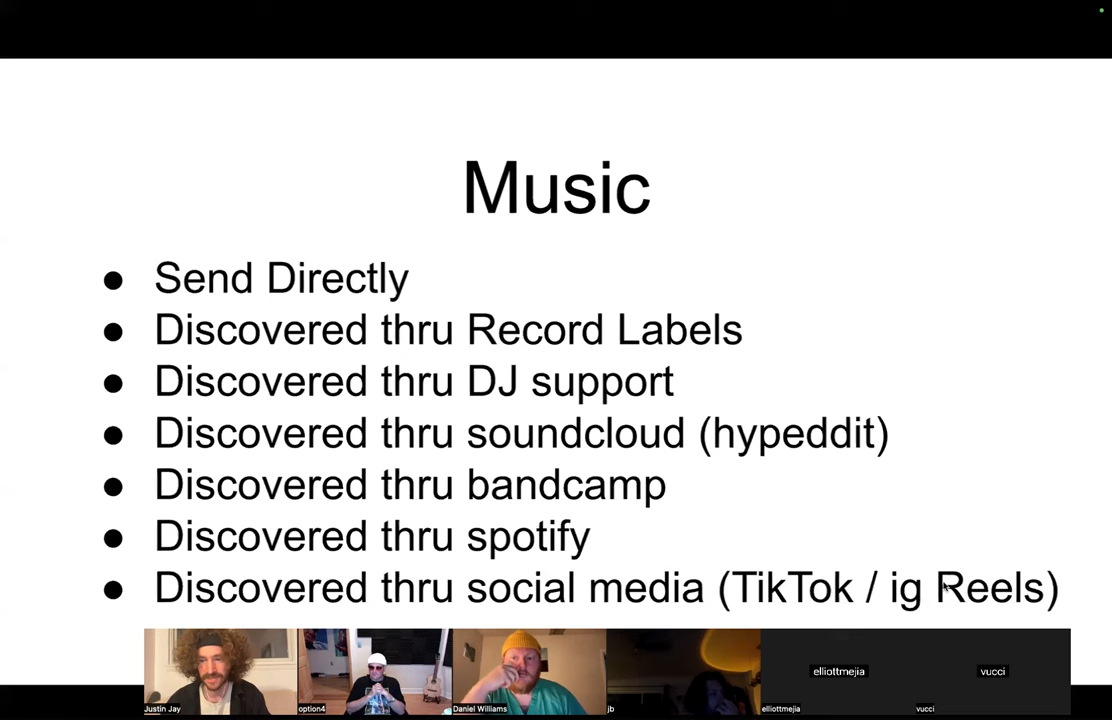 Music
● Send Directly
● Discovered thru Record Labels
● Discovered thru DJ support
● Discovered thru soundcloud (hypeddit)
● Discovered thru bandcamp
● Discovered thru spotify
● Discovered thru social media (TikTok / ig Reels)
elliottmejia
vucci
Justin Jay
option4
Daniel Williams
jb
elliottmejia
vucci